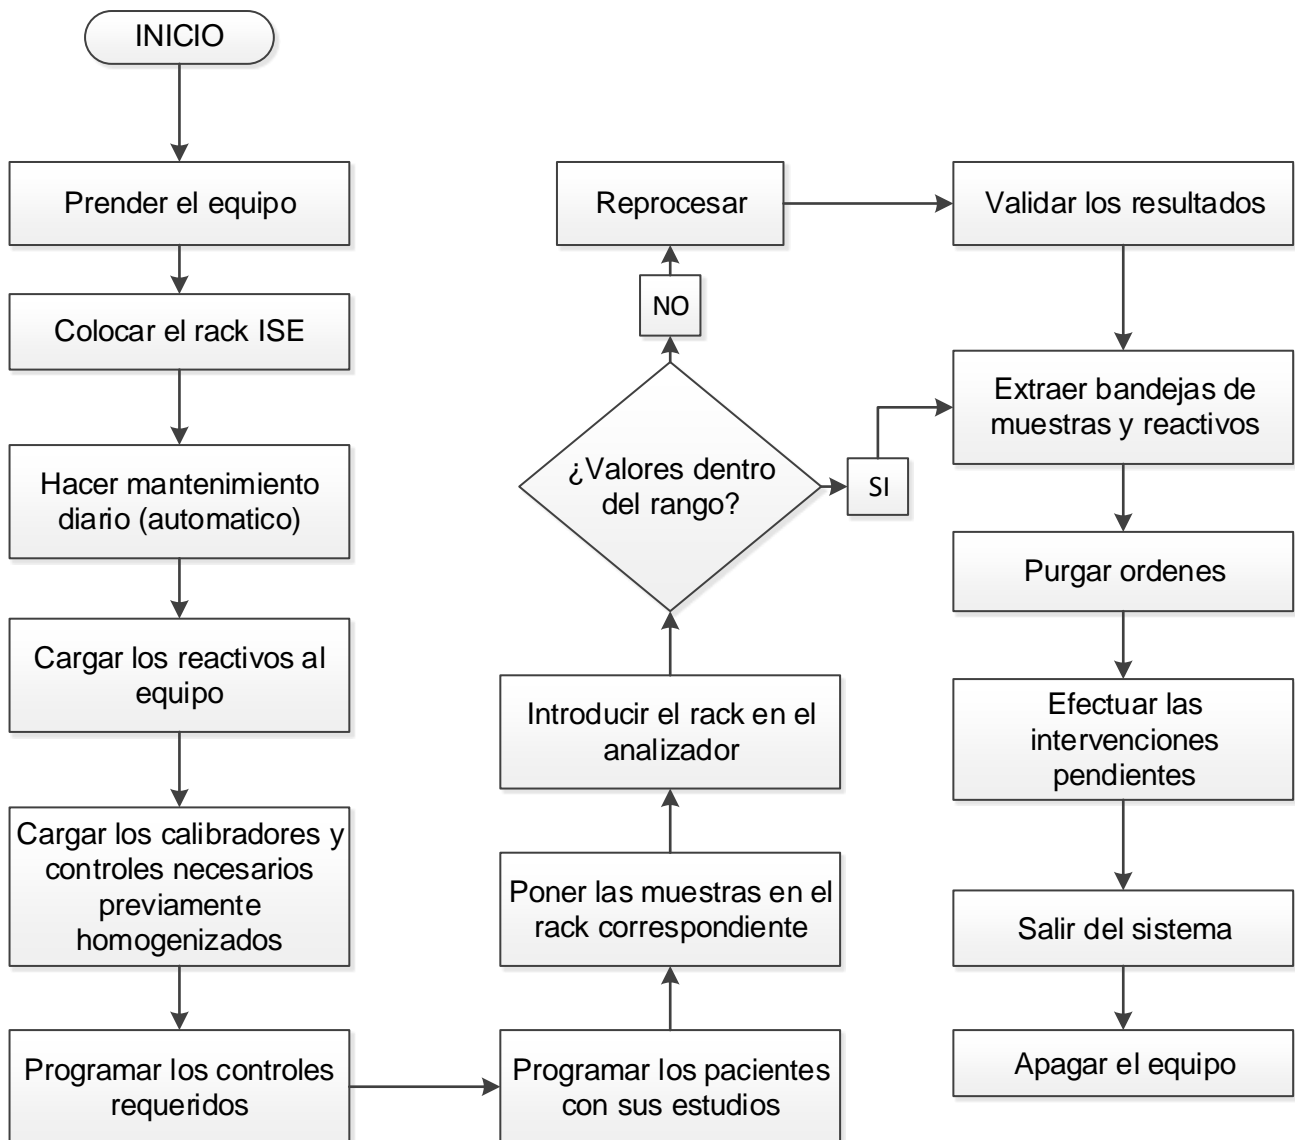 INICIO
Prender el equipo
Colocar el rack ISE
Hacer mantenimiento
diario (automatico)
Cargar los reactivos al
equipo
Cargar los calibradores y
controles necesarios
previamente
homogenizados
Programar los controles
requeridos
Programar los pacientes
con sus estudios
Poner las muestras en el
rack correspondiente
Introducir el rack en el
analizador
¿Valores dentro
del rango?
NO
Reprocesar
SI
Validar los resultados
Extraer bandejas de
muestras y reactivos
Purgar ordenes
Efectuar las
intervenciones
pendientes
Salir del sistema
Apagar el equipo